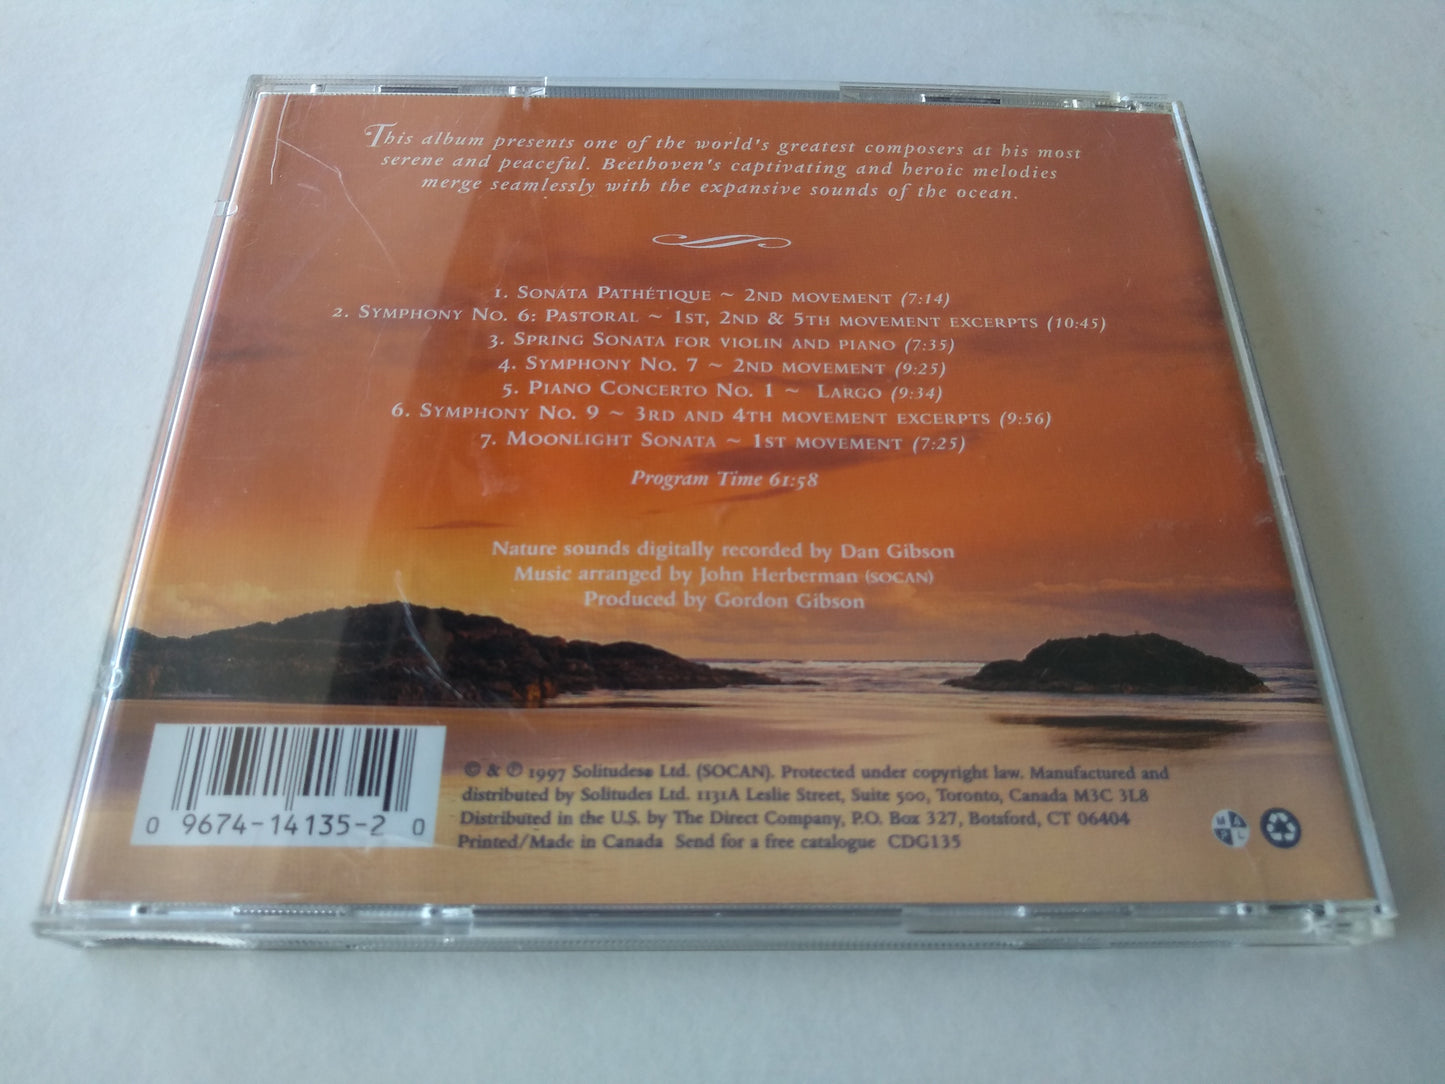 This album presents one of the world's greatest composers at his most
serene and peaceful. Beethoven's captivating and heroic melodies
merge seamlessly with the expansive sounds of the ocean.
1. Sonata Pathétique ~ 2nd movement (7:14)
2. Symphony No. 6: Pastoral ~ 1st, 2nd & 5th movement excerpts (10:45)
3. Spring Sonata for violin and piano (7:35)
4. Symphony No. 7 ~ 2nd movement (9:25)
5. Piano Concerto No. 1 ~ Largo (9:34)
6. Symphony No. 9 ~ 3rd and 4th movement excerpts (9:56)
7. Moonlight Sonata ~ 1st movement (7:25)
Program Time 61:58
Nature sounds digitally recorded by Dan Gibson
Music arranged by John Herberman (SOCAN)
Produced by Gordon Gibson
0 9674-14135-2 0
© & ℗ 1997 Solitudes® Ltd. (SOCAN). Protected under copyright law. Manufactured and
distributed by Solitudes Ltd. 1131A Leslie Street, Suite 500, Toronto, Canada M3C 3L8
Distributed in the U.S. by The Direct Company, P.O. Box 327, Botsford, CT 06404
Printed/Made in Canada Send for a free catalogue CDG135
M A
P L